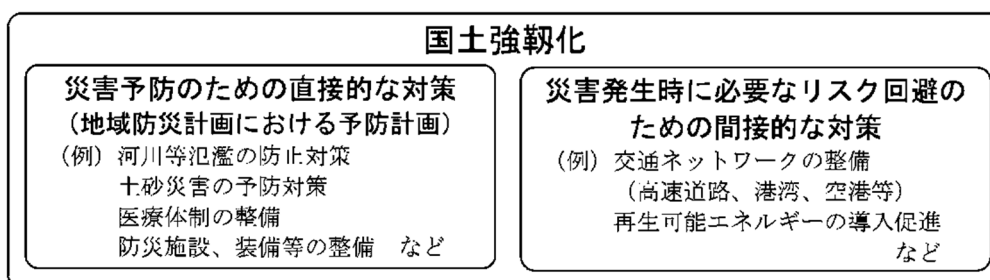 国土強靱化
災害予防のための直接的な対策
（地域防災計画における予防計画）
（例）河川等氾濫の防止対策
土砂災害の予防対策
医療体制の整備
防災施設、装備等の整備　など
災害発生時に必要なリスク回避の
ための間接的な対策
（例）交通ネットワークの整備
（高速道路、港湾、空港等）
再生可能エネルギーの導入促進
など